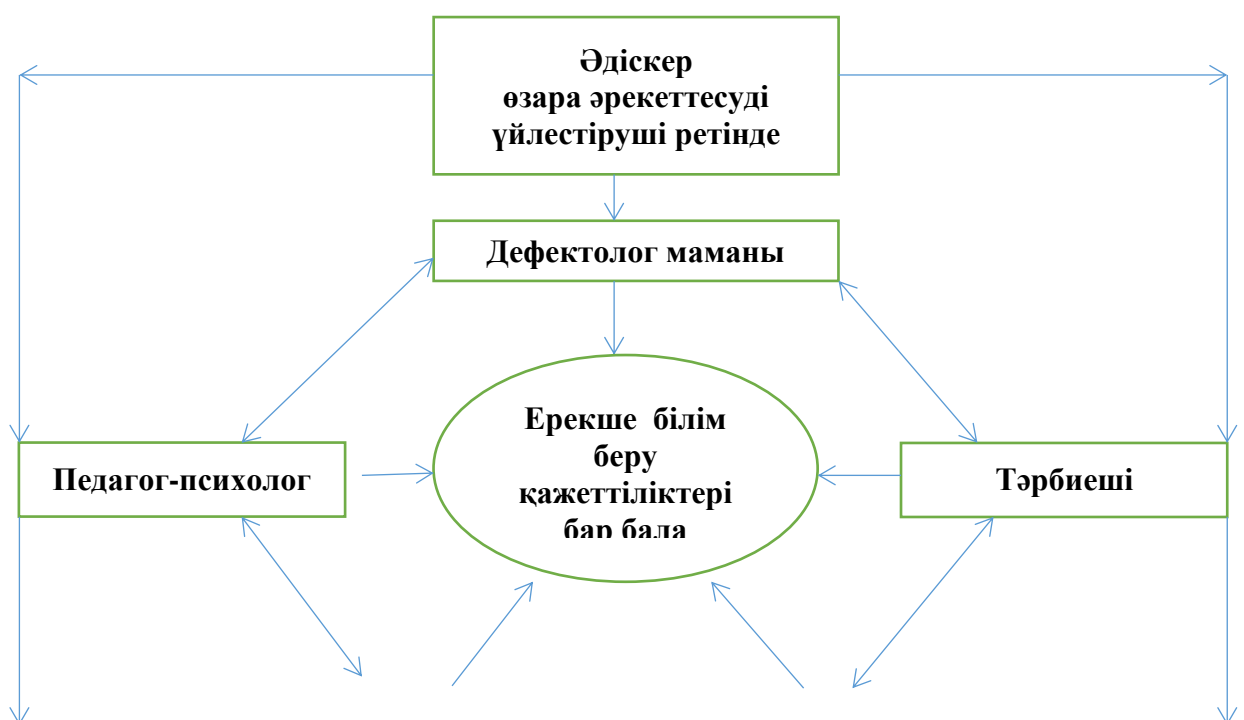 Әдіскер
өзара әрекеттесуді
үйлестіруші ретінде
Дефектолог маманы
Ерекше білім
беру
қажеттіліктері
бар бала
Педагог-психолог
Тәрбиеші